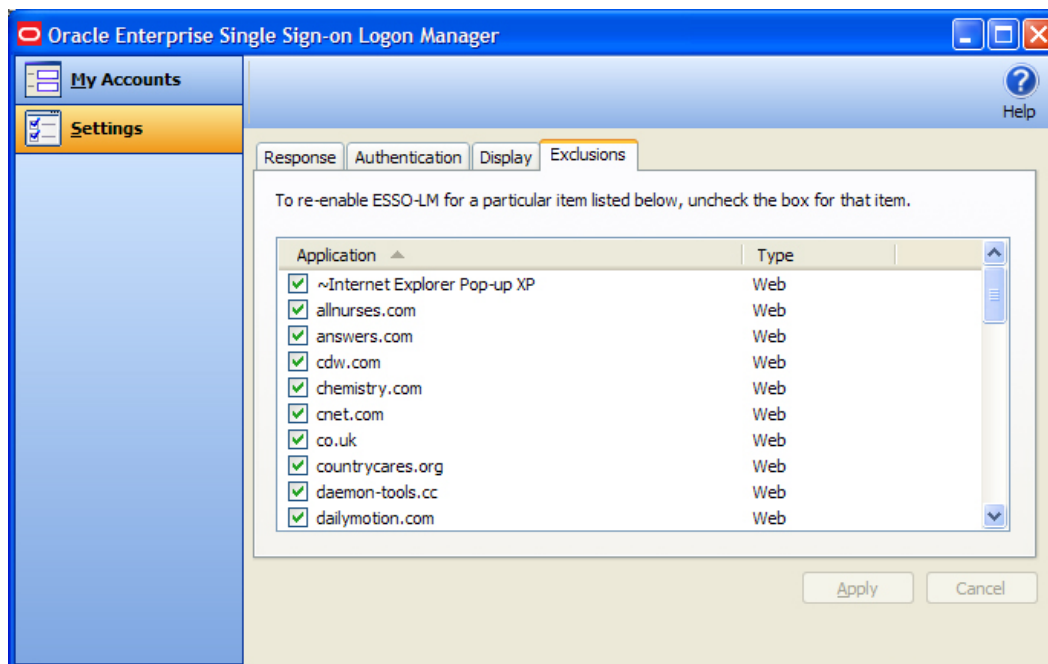 Oracle Enterprise Single Sign-on Logon Manager
My Accounts
Settings
Help
Response Authentication Display Exclusions
To re-enable ESSO-LM for a particular item listed below, uncheck the box for that item.
Application Type
~Internet Explorer Pop-up XP Web
allnurses.com Web
answers.com Web
cdw.com Web
chemistry.com Web
cnet.com Web
co.uk Web
countrycares.org Web
daemon-tools.cc Web
dailymotion.com Web
Apply Cancel